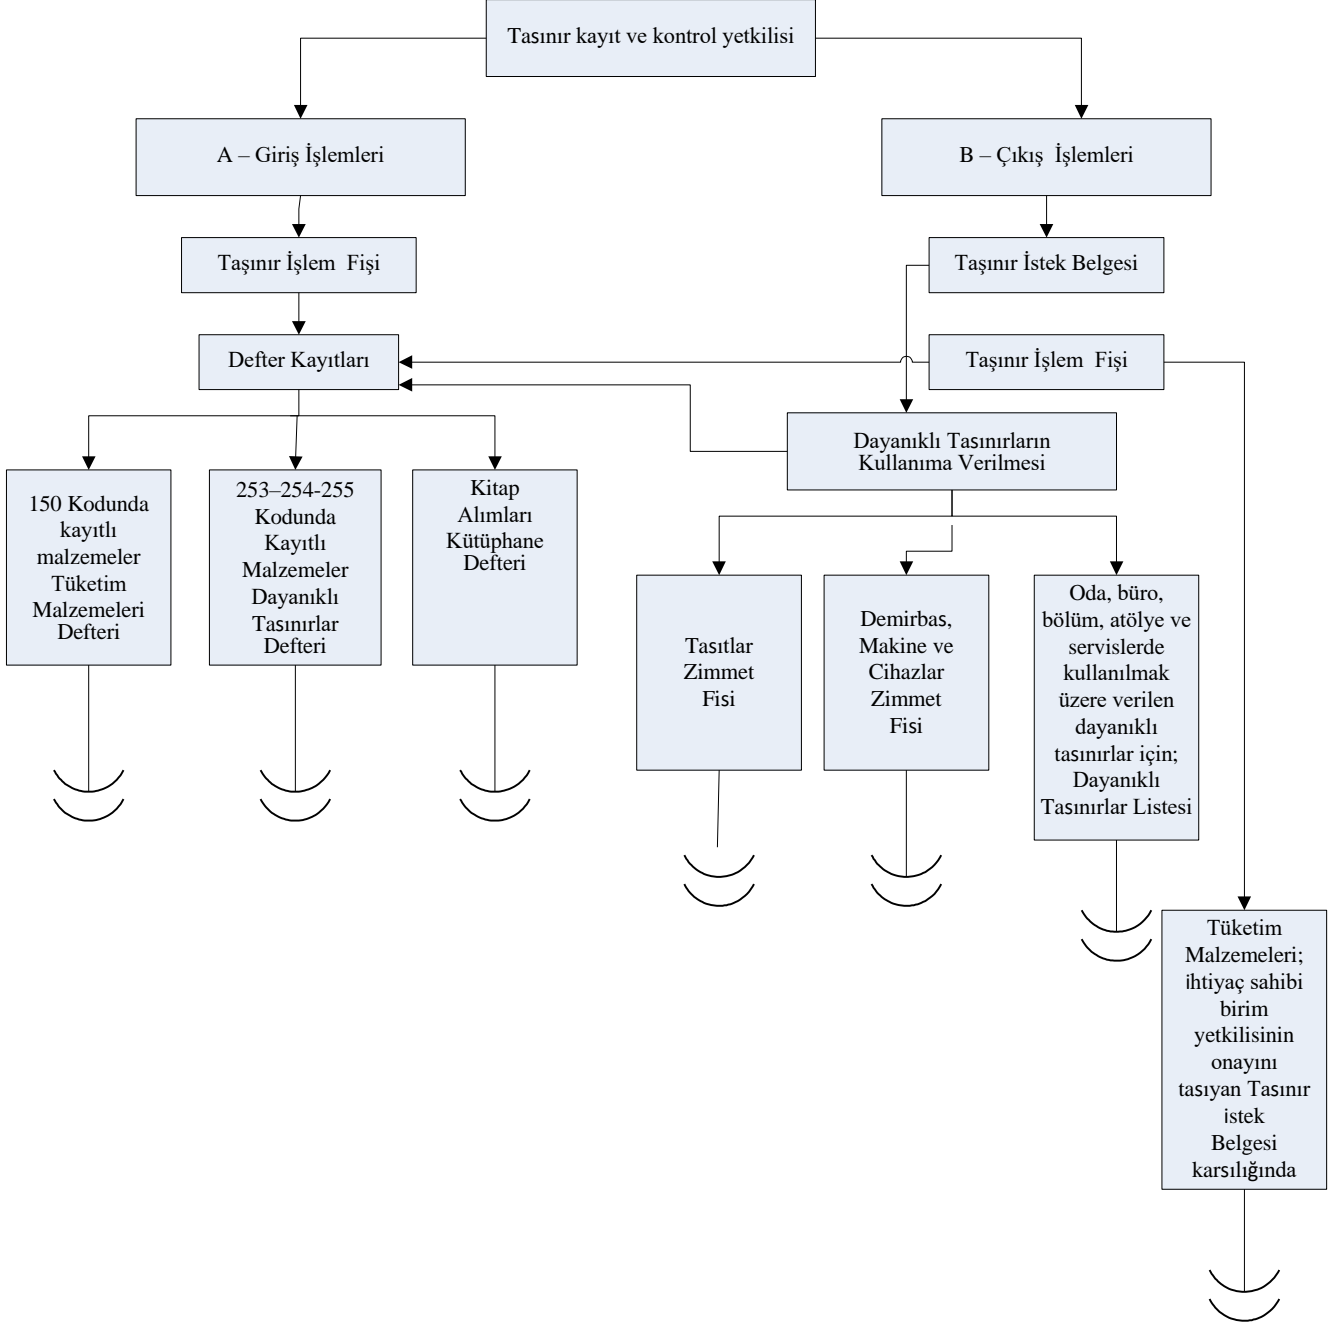 Tasınır kayıt ve kontrol yetkilisi
A – Giriş İşlemleri
B – Çıkış  İşlemleri
Taşınır İşlem  Fişi
Taşınır İstek Belgesi
Defter Kayıtları
Taşınır İşlem  Fişi
Dayanıklı Tasınırların
Kullanıma Verilmesi
150 Kodunda
kayıtlı
malzemeler
Tüketim
Malzemeleri
Defteri
253–254-255
Kodunda
Kayıtlı
Malzemeler
Dayanıklı
Tasınırlar
Defteri
Kitap
Alımları
Kütüphane
Defteri
Tasıtlar
Zimmet
Fisi
Demirbas,
Makine ve
Cihazlar
Zimmet
Fisi
Oda, büro,
bölüm, atölye ve
servislerde
kullanılmak
üzere verilen
dayanıklı
tasınırlar için;
Dayanıklı
Tasınırlar Listesi
Tüketim
Malzemeleri;
ihtiyaç sahibi
birim
yetkilisinin
onayını
tasıyan Tasınır
istek
Belgesi
karsılığında